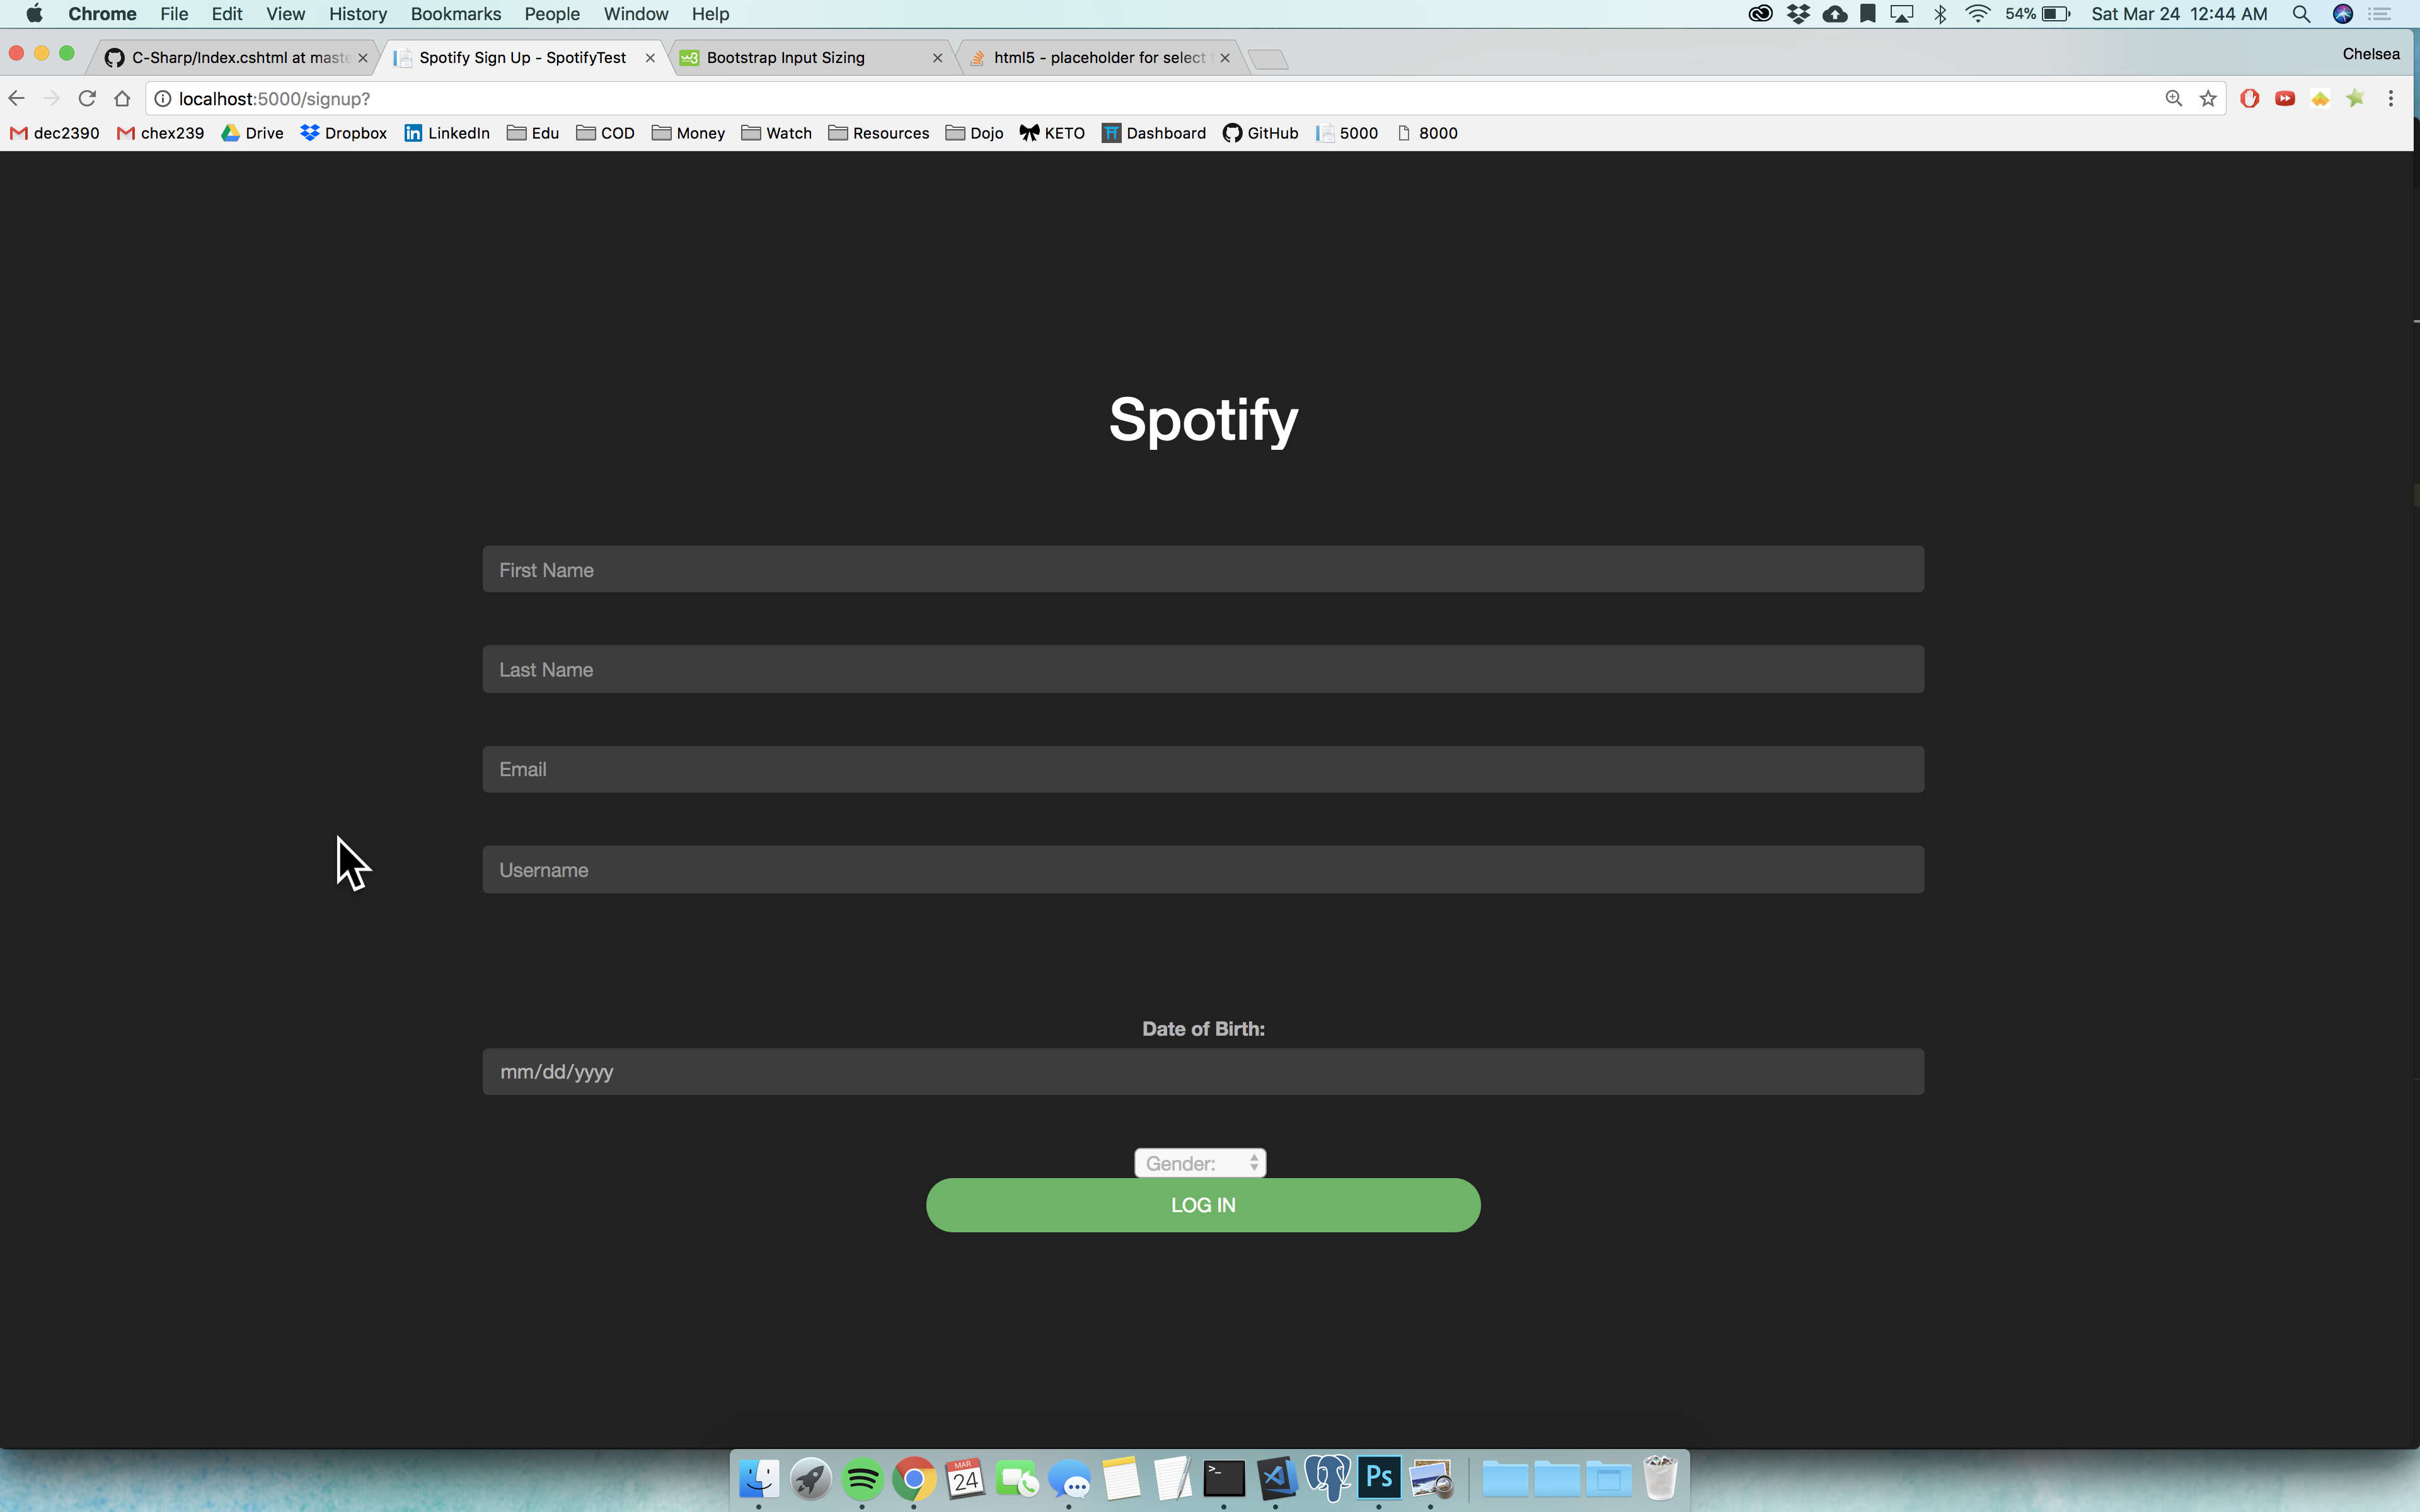 Chrome File Edit View History Bookmarks People Window Help 54% Sat Mar 24 12:44 AM
C-Sharp/Index.cshtml at maste Spotify Sign Up - SpotifyTest Bootstrap Input Sizing html5 - placeholder for select Chelsea
localhost:5000/signup?
dec2390 chex239 Drive Dropbox LinkedIn Edu COD Money Watch Resources Dojo KETO Dashboard GitHub 5000 8000
Spotify
First Name
Last Name
Email
Username
Date of Birth:
mm/dd/yyyy
Gender:
LOG IN
MAR
24
Ps